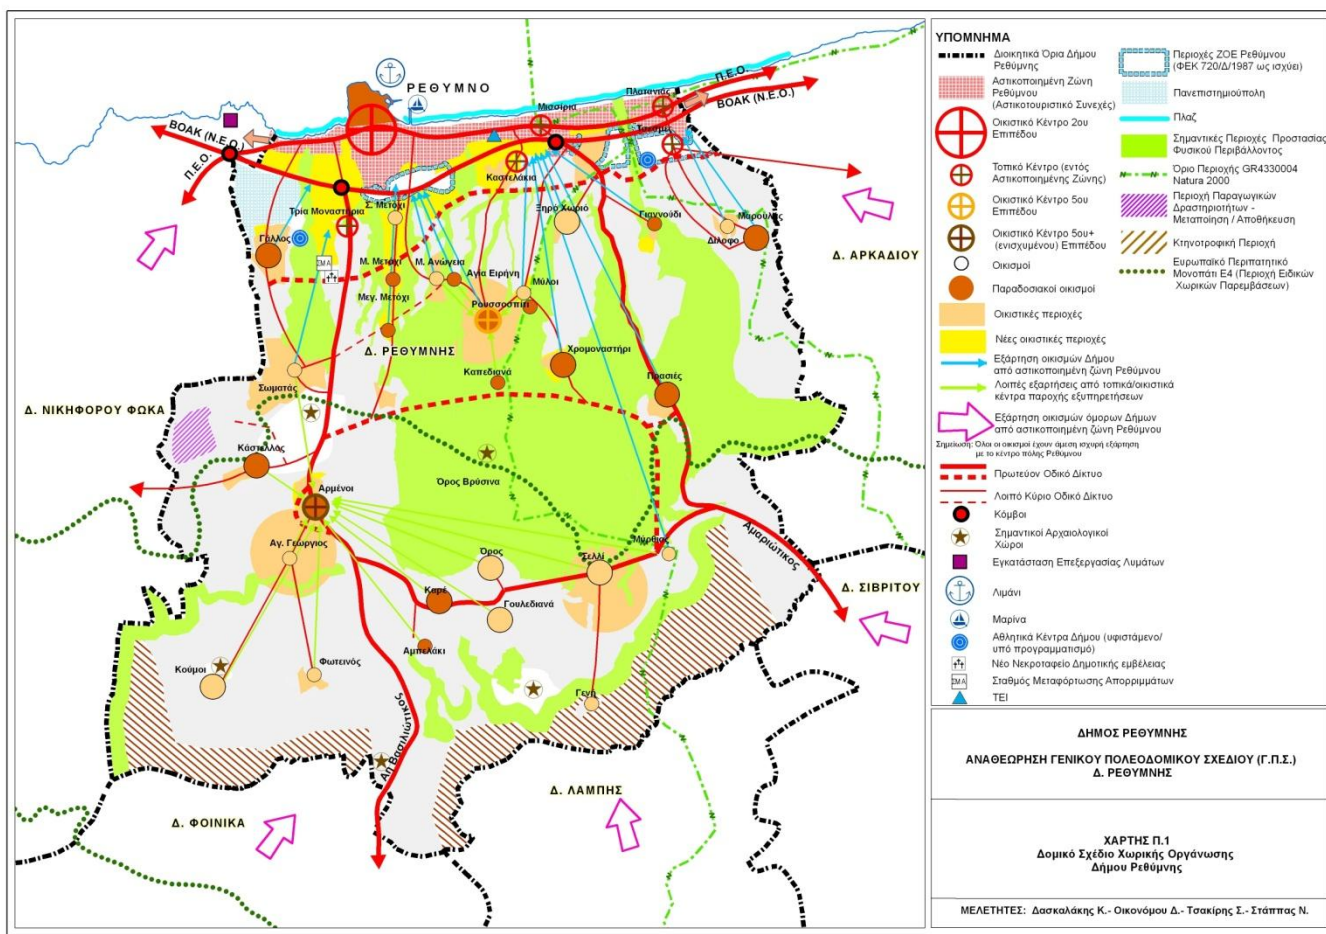 ΡΕΘΥΜΝΟ
Πλατανιάς
Π.Ε.Ο.
ΒΟΑΚ (Ν.Ε.Ο.)
Μισσίρια
Τσεσμές
ΒΟΑΚ (Ν.Ε.Ο.)
Π.Ε.Ο.
Καστελάκια
Τρία Μοναστήρια
Σ. Μετόχι
Ξηρό Χωριό
Γιαννούδι
Μαρουλάς
Δίλοφο
Γάλλος
ΣΜΑ
Μ. Μετόχι
Μ. Ανώγεια
Αγία Ειρήνη
Μύλοι
Δ. ΑΡΚΑΔΙΟΥ
Μεγ. Μετόχι
Ρουσσοσπίτι
Δ. ΡΕΘΥΜΝΗΣ
Χρομοναστήρι
Καπεδιανά
Πρασιές
Σωματάς
Δ. ΝΙΚΗΦΟΡΟΥ ΦΩΚΑ
Κάστελλος
Όρος Βρύσινα
Αρμένοι
Αγ. Γεώργιος
Όρος
Σελλί
Μύρθιος
Αμαριώτικος
Δ. ΣΙΒΡΙΤΟΥ
Καρέ
Γουλεδιανά
Αμπελάκι
Κούμοι
Φωτεινός
Γενή
Απ Βασιλιώτικος
Δ. ΛΑΜΠΗΣ
Δ. ΦΟΙΝΙΚΑ
ΥΠΟΜΝΗΜΑ
Διοικητικά Όρια Δήμου
Ρεθύμνης
Αστικοποιημένη Ζώνη
Ρεθύμνου
(Αστικοτουριστικό Συνεχές)
Οικιστικό Κέντρο 2ου
Επιπέδου
Τοπικό Κέντρο (εντός
Αστικοποιημένης Ζώνης)
Οικιστικό Κέντρο 5ου
Επιπέδου
Οικιστικό Κέντρο 5ου+
(ενισχυμένου) Επιπέδου
Οικισμοί
Παραδοσιακοί οικισμοί
Οικιστικές περιοχές
Νέες οικιστικές περιοχές
Εξάρτηση οικισμών Δήμου
από αστικοποιημένη ζώνη Ρεθύμνου
Λοιπές εξαρτήσεις από τοπικά/οικιστικά
κέντρα παροχής εξυπηρετήσεων
Εξάρτηση οικισμών όμορων Δήμων
από αστικοποιημένη ζώνη Ρεθύμνου
Σημείωση: Όλοι οι οικισμοί έχουν άμεση ισχυρή εξάρτηση
με το κέντρο πόλης Ρεθύμνου
Πρωτεύον Οδικό Δίκτυο
Λοιπό Κύριο Οδικό Δίκτυο
Κόμβοι
Σημαντικοί Αρχαιολογικοί
Χώροι
Εγκατάσταση Επεξεργασίας Λυμάτων
Λιμάνι
Μαρίνα
Αθλητικά Κέντρα Δήμου (υφιστάμενο/
υπό προγραμματισμό)
Νέο Νεκροταφείο Δημοτικής εμβέλειας
ΣΜΑ Σταθμός Μεταφόρτωσης Απορριμμάτων
ΤΕΙ
Περιοχές ΖΟΕ Ρεθύμνου
(ΦΕΚ 720/Δ/1987 ως ισχύει)
Πανεπιστημιούπολη
Πλαζ
Σημαντικές Περιοχές Προστασίας
Φυσικού Περιβάλλοντος
Όριο Περιοχής GR4330004
Natura 2000
Περιοχή Παραγωγικών
Δραστηριοτήτων -
Μεταποίηση / Αποθήκευση
Κτηνοτροφική Περιοχή
Ευρωπαϊκό Περιπατητικό
Μονοπάτι Ε4 (Περιοχή Ειδικών
Χωρικών Παρεμβάσεων)
ΔΗΜΟΣ ΡΕΘΥΜΝΗΣ
ΑΝΑΘΕΩΡΗΣΗ ΓΕΝΙΚΟΥ ΠΟΛΕΟΔΟΜΙΚΟΥ ΣΧΕΔΙΟΥ (Γ.Π.Σ.)
Δ. ΡΕΘΥΜΝΗΣ
ΧΑΡΤΗΣ Π.1
Δομικό Σχέδιο Χωρικής Οργάνωσης
Δήμου Ρεθύμνης
ΜΕΛΕΤΗΤΕΣ: Δασκαλάκης Κ.- Οικονόμου Δ.- Τσακίρης Σ.- Στάππας Ν.